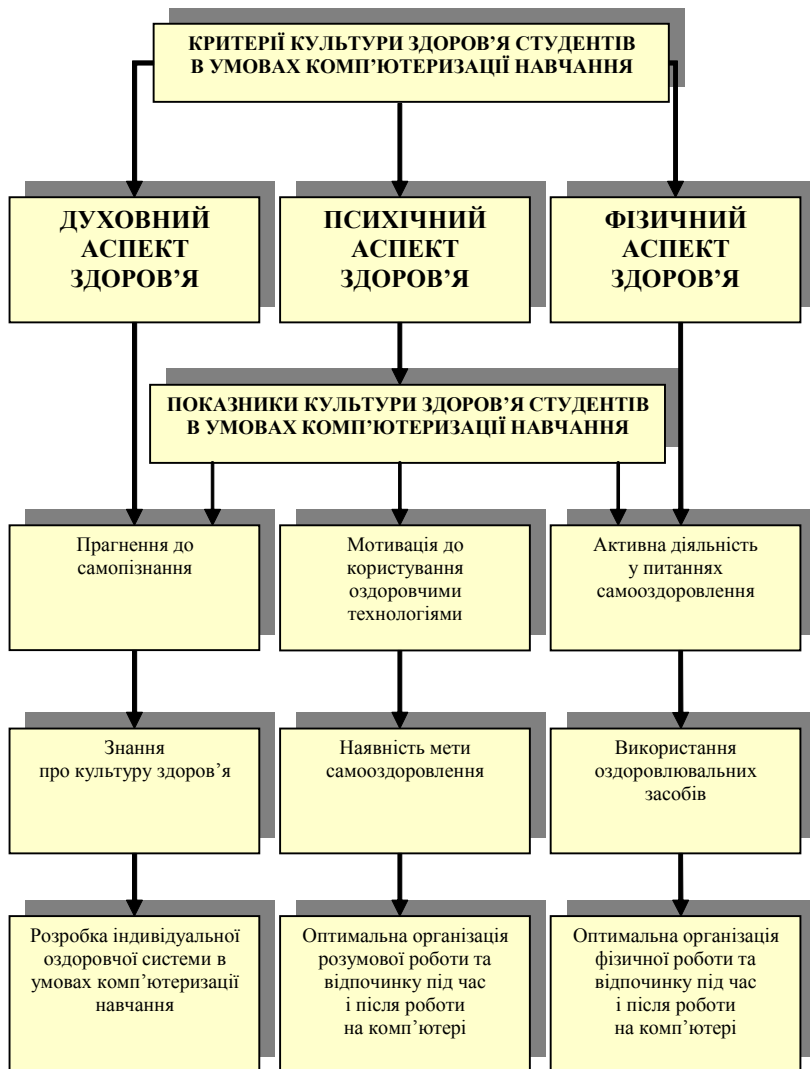 КРИТЕРІЇ КУЛЬТУРИ ЗДОРОВ’Я СТУДЕНТІВ
В УМОВАХ КОМП’ЮТЕРИЗАЦІЇ НАВЧАННЯ
ДУХОВНИЙ
АСПЕКТ
ЗДОРОВ’Я
ПСИХІЧНИЙ
АСПЕКТ
ЗДОРОВ’Я
ФІЗИЧНИЙ
АСПЕКТ
ЗДОРОВ’Я
ПОКАЗНИКИ КУЛЬТУРИ ЗДОРОВ’Я СТУДЕНТІВ
В УМОВАХ КОМП’ЮТЕРИЗАЦІЇ НАВЧАННЯ
Прагнення до
самопізнання
Мотивація до
користування
оздоровчими
технологіями
Активна діяльність
у питаннях
самооздоровлення
Знання
про культуру здоров’я
Наявність мети
самооздоровлення
Використання
оздоровлювальних
засобів
Розробка індивідуальної
оздоровчої системи в
умовах комп’ютеризації
навчання
Оптимальна організація
розумової роботи та
відпочинку під час
і після роботи
на комп’ютері
Оптимальна організація
фізичної роботи та
відпочинку під час
і після роботи
на комп’ютері